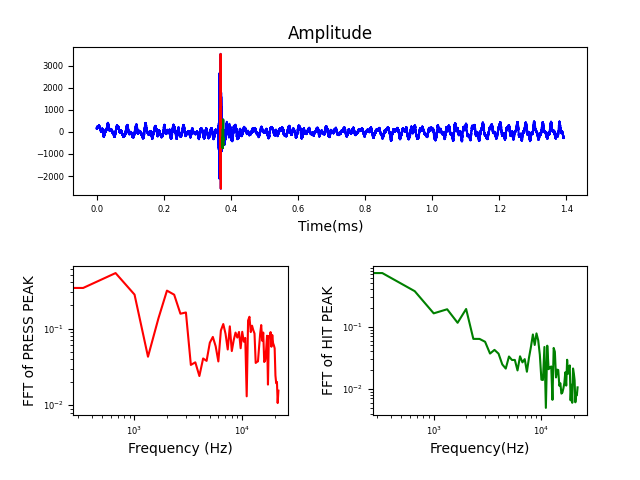 Amplitude
3000
2000
1000
0
−1000
−2000
0.0 0.2 0.4 0.6 0.8 1.0 1.2 1.4
Time(ms)
FFT of PRESS PEAK
10⁻¹
10⁻²
10³ 10⁴
Frequency (Hz)
FFT of HIT PEAK
10⁻¹
10⁻²
10³ 10⁴
Frequency(Hz)